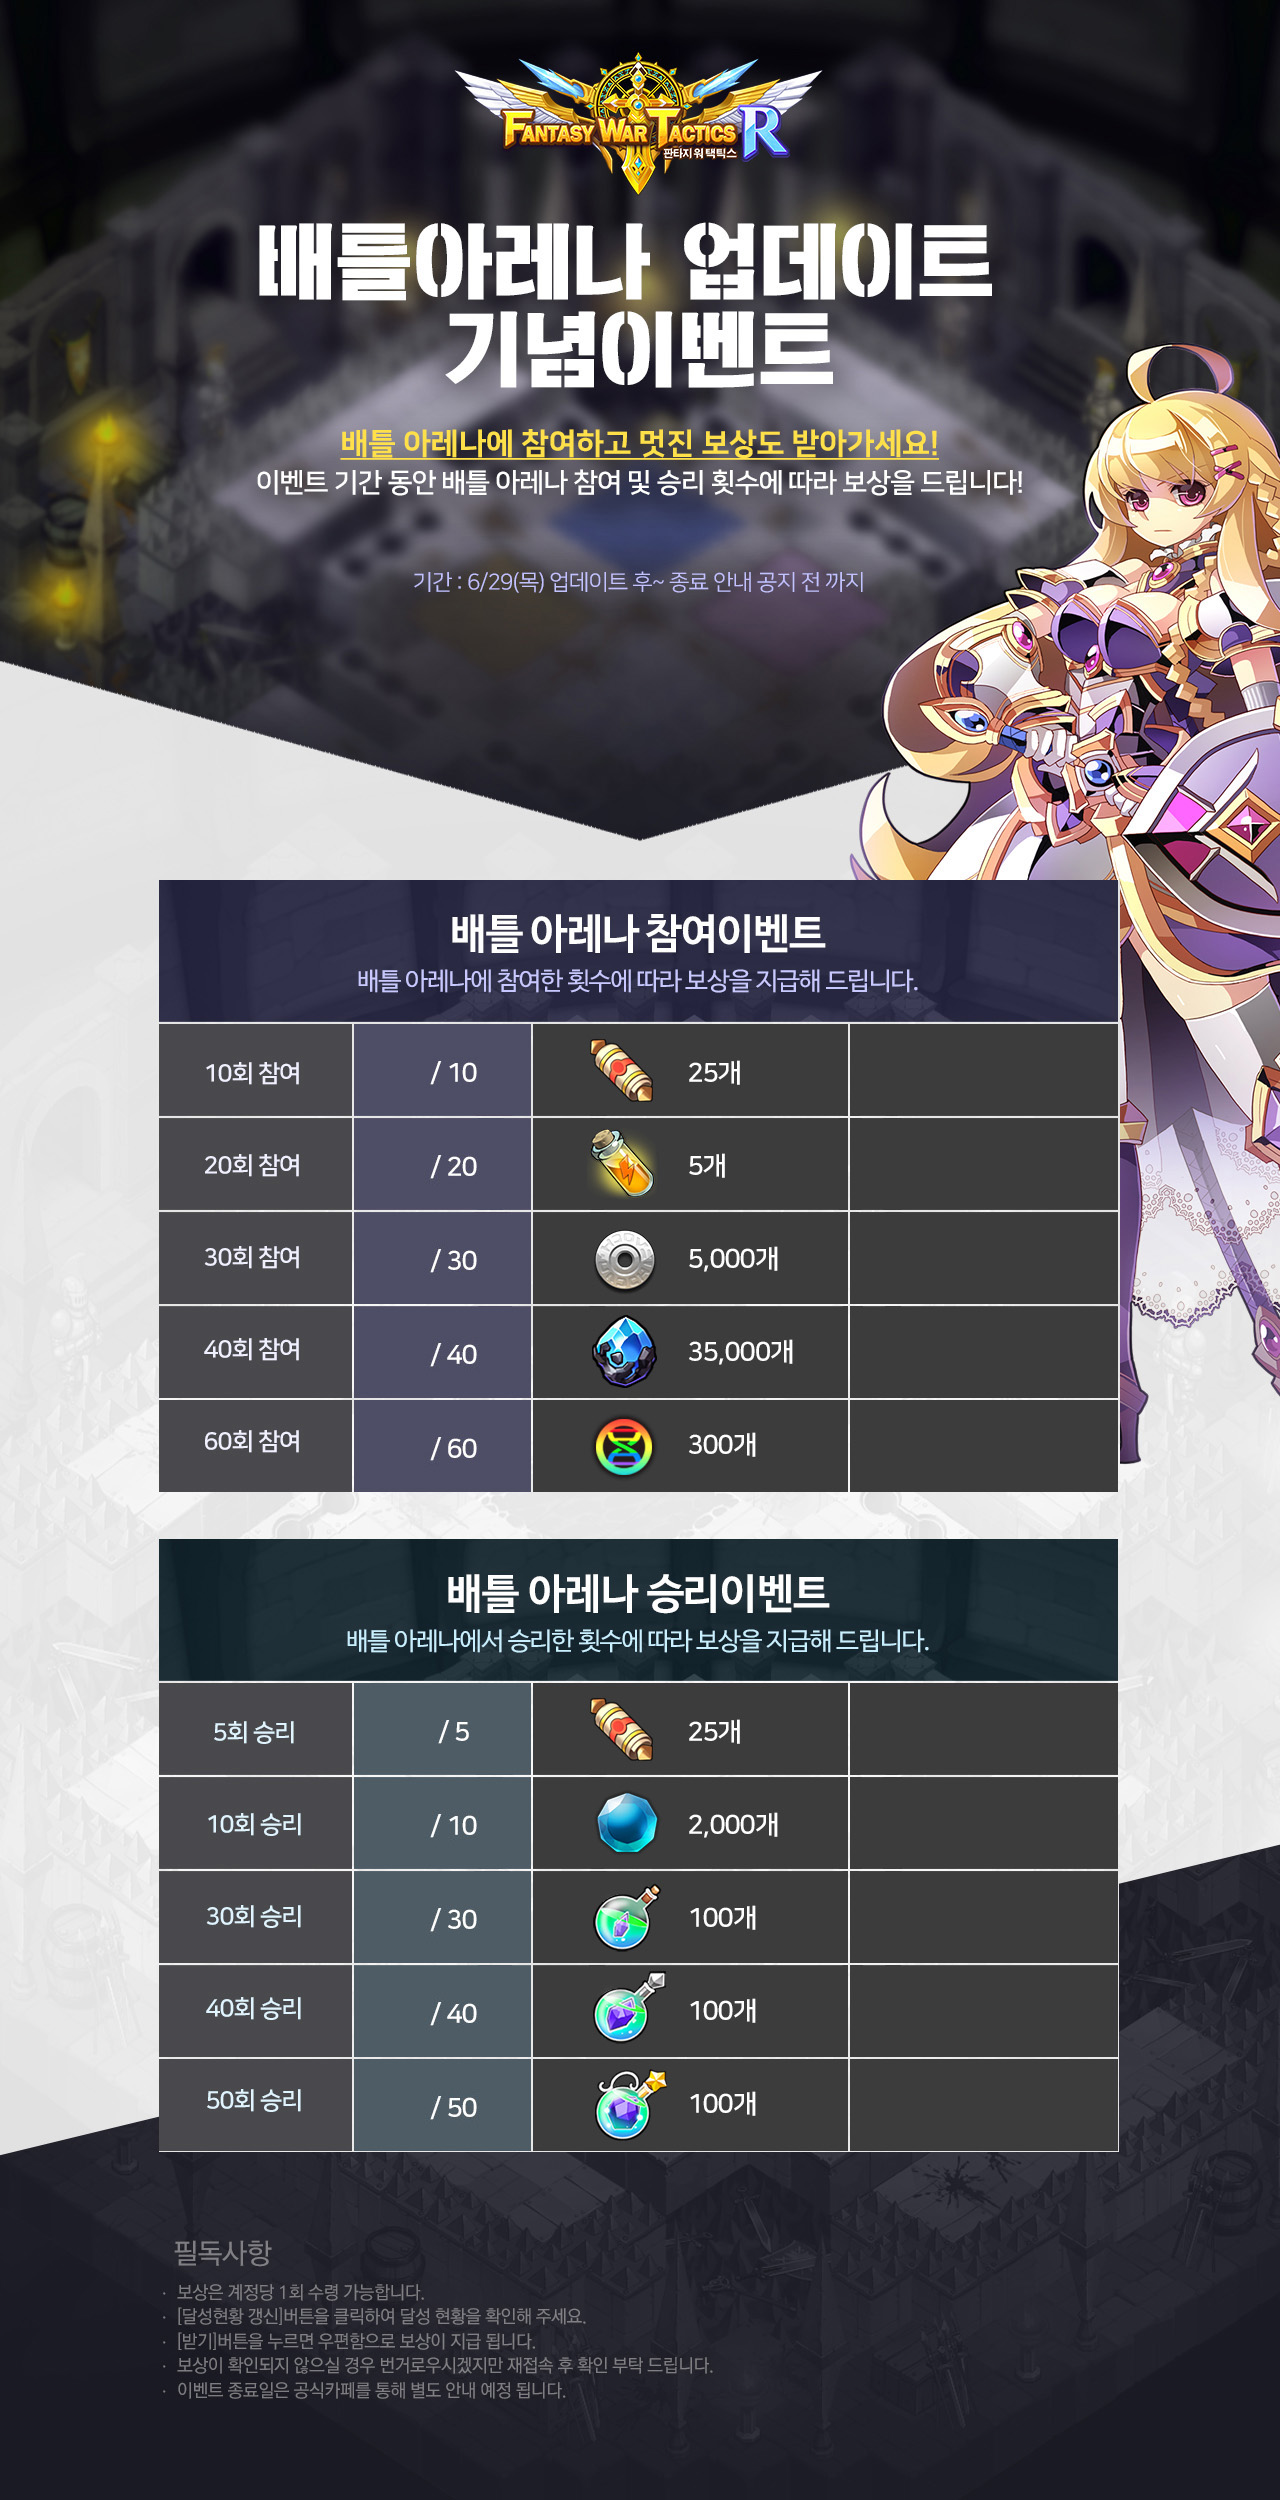 FANTASY WAR TACTICS R
판타지 워 택틱스
배틀아레나 업데이트
기념이벤트
배틀 아레나에 참여하고 멋진 보상도 받아가세요!
이벤트 기간 동안 배틀 아레나 참여 및 승리 횟수에 따라 보상을 드립니다!
기간 : 6/29(목) 업데이트 후~ 종료 안내 공지 전 까지
배틀 아레나 참여이벤트
배틀 아레나에 참여한 횟수에 따라 보상을 지급해 드립니다.
10회 참여 / 10 25개
20회 참여 / 20 5개
30회 참여 / 30 5,000개
40회 참여 / 40 35,000개
60회 참여 / 60 300개
배틀 아레나 승리이벤트
배틀 아레나에서 승리한 횟수에 따라 보상을 지급해 드립니다.
5회 승리 / 5 25개
10회 승리 / 10 2,000개
30회 승리 / 30 100개
40회 승리 / 40 100개
50회 승리 / 50 100개
필독사항
· 보상은 계정당 1회 수령 가능합니다.
· [달성현황 갱신]버튼을 클릭하여 달성 현황을 확인해 주세요.
· [받기]버튼을 누르면 우편함으로 보상이 지급 됩니다.
· 보상이 확인되지 않으실 경우 번거로우시겠지만 재접속 후 확인 부탁 드립니다.
· 이벤트 종료일은 공식카페를 통해 별도 안내 예정 됩니다.